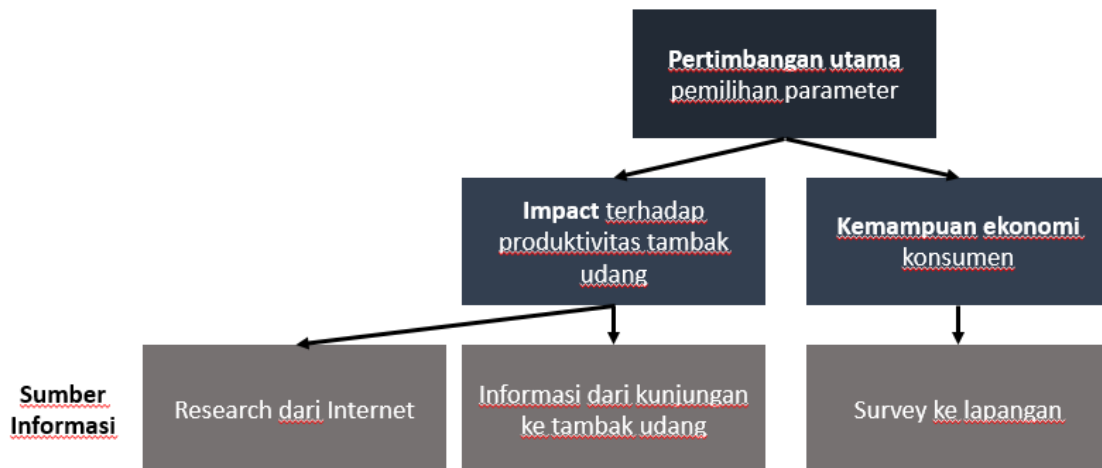 Pertimbangan utama
pemilihan parameter
Impact terhadap
produktivitas tambak
udang
Kemampuan ekonomi
konsumen
Sumber
Informasi
Research dari Internet
Informasi dari kunjungan
ke tambak udang
Survey ke lapangan